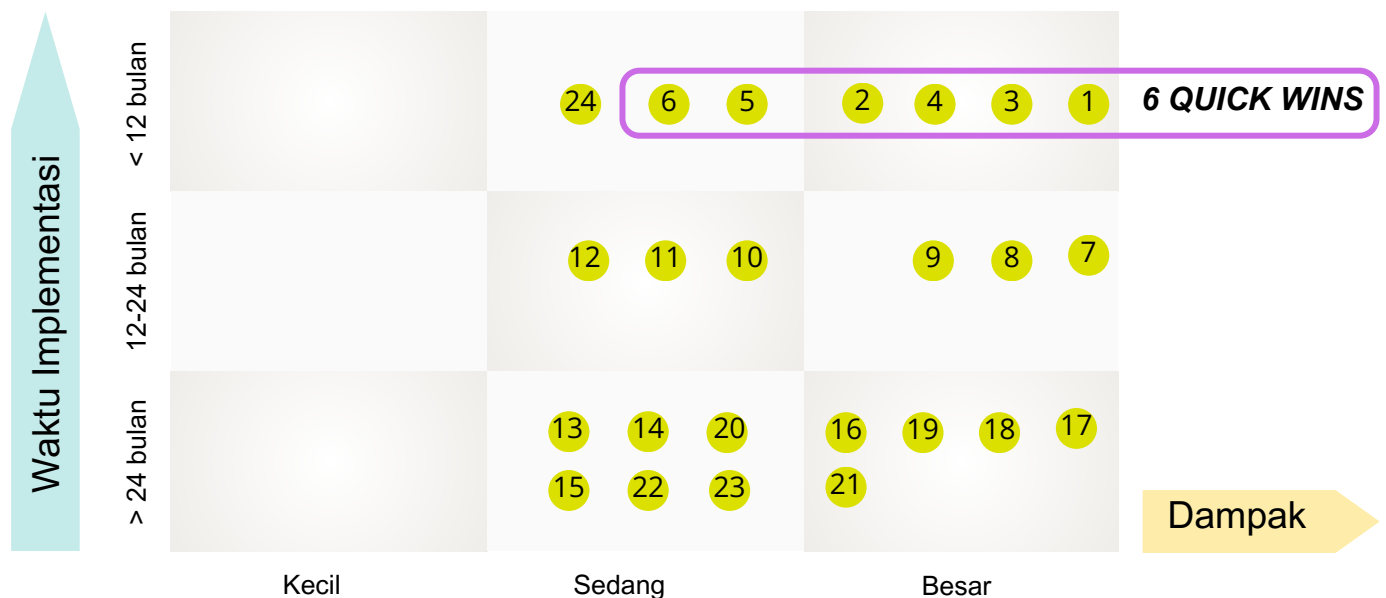 Waktu Implementasi
< 12 bulan
24 6 5 2 4 3 1 6 QUICK WINS
12-24 bulan
12 11 10 9 8 7
> 24 bulan
13 14 20 16 19 18 17
15 22 23 21
Dampak
Kecil Sedang Besar